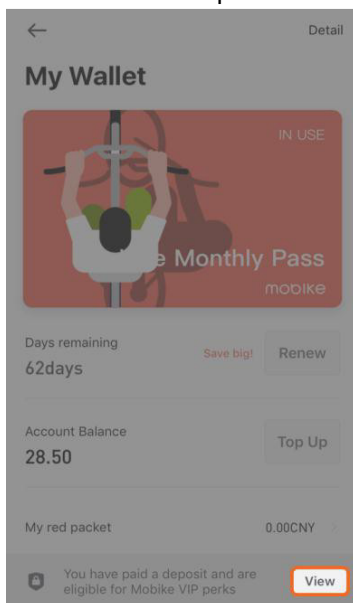 Detail
My Wallet
IN USE
Monthly Pass
mobike
Days remaining
62days
Save big!
Renew
Account Balance
28.50
Top Up
My red packet
0.00CNY
You have paid a deposit and are
eligible for Mobike VIP perks
View